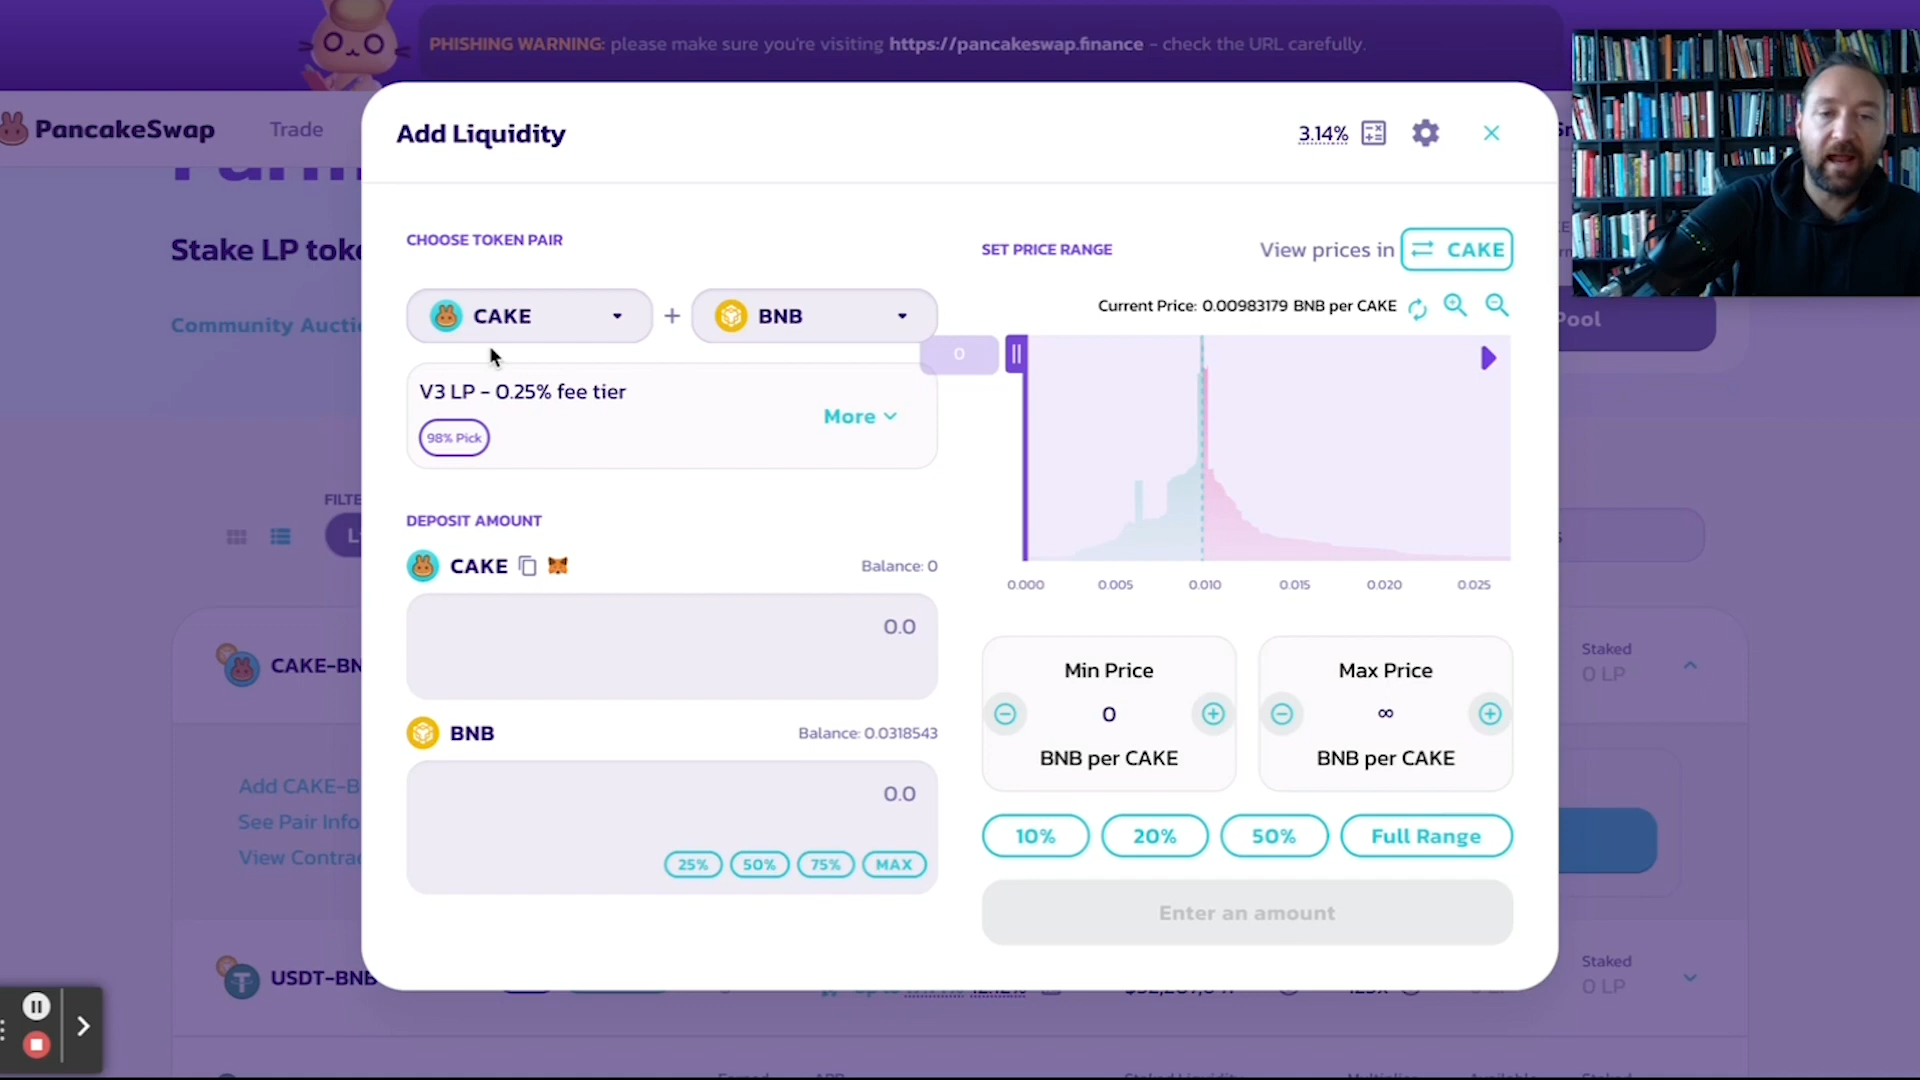 PHISHING WARNING: please make sure you're visiting https://pancakeswap.finance - check the URL carefully.
PancakeSwap
Trade
Add Liquidity
3.14%
Stake LP toke
Community Auctio
CHOOSE TOKEN PAIR
CAKE
+
BNB
V3 LP - 0.25% fee tier
98% Pick
More
DEPOSIT AMOUNT
CAKE
Balance: 0
0.0
BNB
Balance: 0.0318543
0.0
25%
50%
75%
MAX
SET PRICE RANGE
View prices in
CAKE
Current Price: 0.00983179 BNB per CAKE
0
0.000
0.005
0.010
0.015
0.020
0.025
Min Price
0
BNB per CAKE
Max Price
∞
BNB per CAKE
10%
20%
50%
Full Range
Enter an amount
Pool
FILTE
CAKE-BN
Staked
0 LP
Add CAKE-B
See Pair Info
View Contrac
USDT-BNB
Staked
0 LP